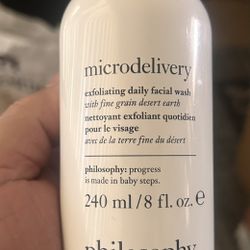 microdelivery
exfoliating daily facial wash
with fine grain desert earth
nettoyant exfoliant quotidien
pour le visage
avec de la terre fine du désert
philosophy: progress
is made in baby steps.
240 ml/8 fl. oz. e
philosophy